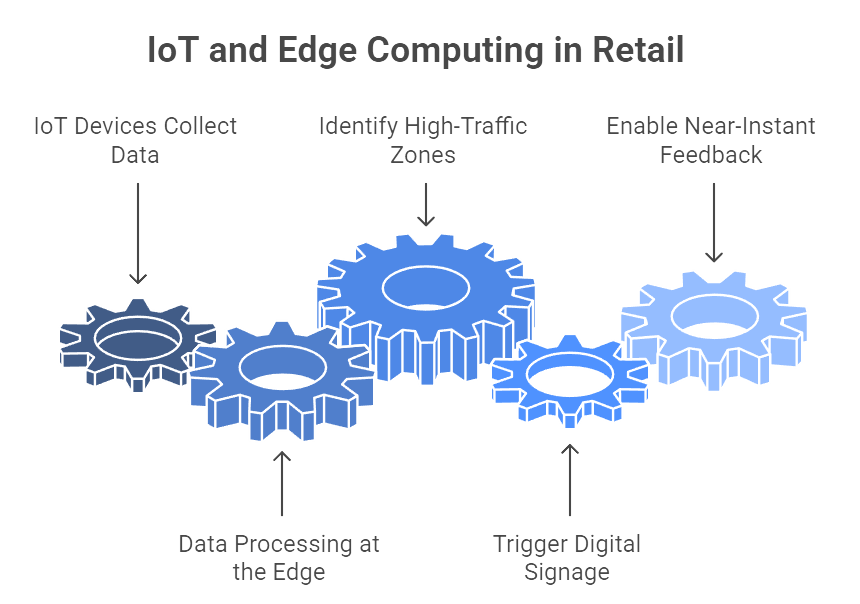 IoT and Edge Computing in Retail
IoT Devices Collect
Data
Identify High-Traffic
Zones
Enable Near-Instant
Feedback
Data Processing at
the Edge
Trigger Digital
Signage